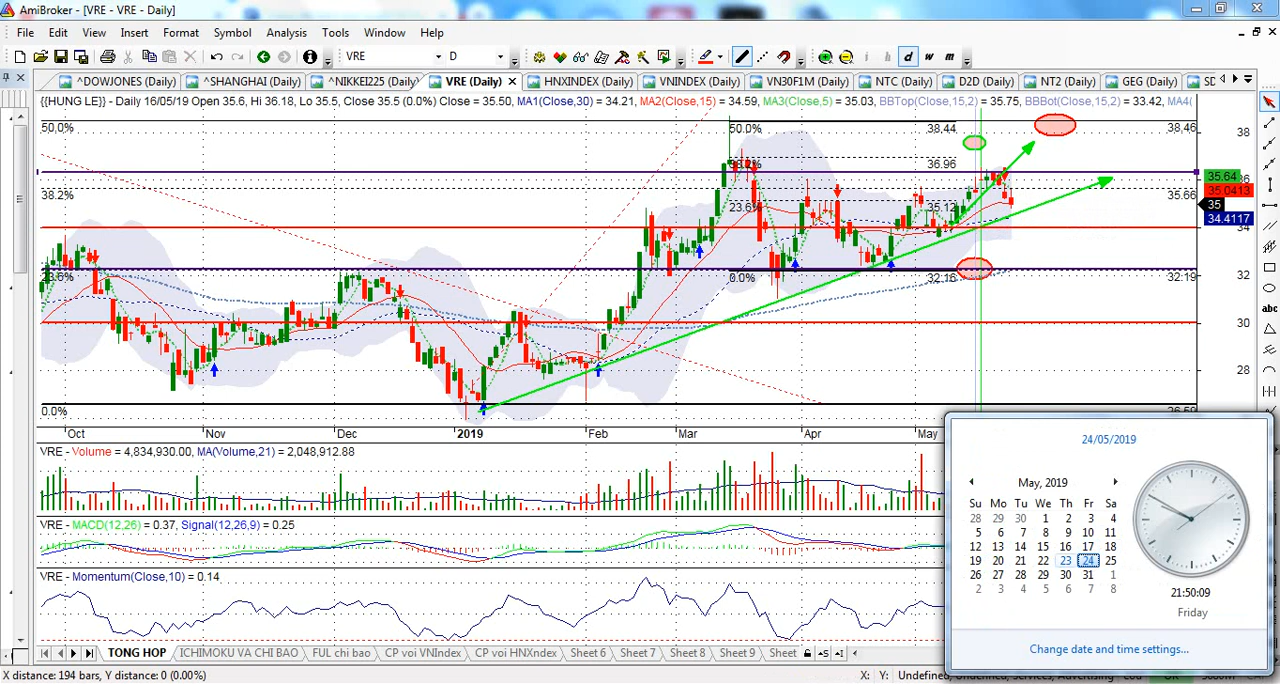 AmiBroker - [VRE - VRE - Daily]
File Edit View Insert Format Symbol Analysis Tools Window Help
VRE D d w m
^DOWJONES (Daily) ^SHANGHAI (Daily) ^NIKKEI225 (Daily) VRE (Daily) HNXINDEX (Daily) VNINDEX (Daily) VN30F1M (Daily) NTC (Daily) D2D (Daily) NT2 (Daily) GEG (Daily) SD
{{HUNG LE}} - Daily 16/05/19 Open 35.6, Hi 36.18, Lo 35.5, Close 35.5 (0.0%) Close = 35.50, MA1(Close,30) = 34.21, MA2(Close,15) = 34.59, MA3(Close,5) = 35.03, BBTop(Close,15,2) = 35.75, BBBot(Close,15,2) = 33.42, MA4(
50.0% 50.0% 38.44 38.46 38
36.96
35.64 36
38.2% 35.66 35.0413
23.6% 35.12 35
34.4117 34
abc
23.6% 0.0% 32.16 32.19 32
30
28
0.0%
Oct Nov Dec 2019 Feb Mar Apr May
VRE - Volume = 4,834,930.00, MA(Volume,21) = 2,048,912.88
VRE - MACD(12,26) = 0.37, Signal(12,26,9) = 0.25
VRE - Momentum(Close,10) = 0.14
24/05/2019
May, 2019
Su Mo Tu We Th Fr Sa
28 29 30 1 2 3 4
5 6 7 8 9 10 11
12 13 14 15 16 17 18
19 20 21 22 23 24 25
26 27 28 29 30 31 1
2 3 4 5 6 7 8
21:50:09
Friday
Change date and time settings...
TONG HOP ICHIMOKU VA CHI BAO FUL chi bao CP voi VNIndex CP voi HNXIndex Sheet 6 Sheet 7 Sheet 8 Sheet 9 Sheet
X distance: 194 bars, Y distance: 0 (0.00%) X: Y: